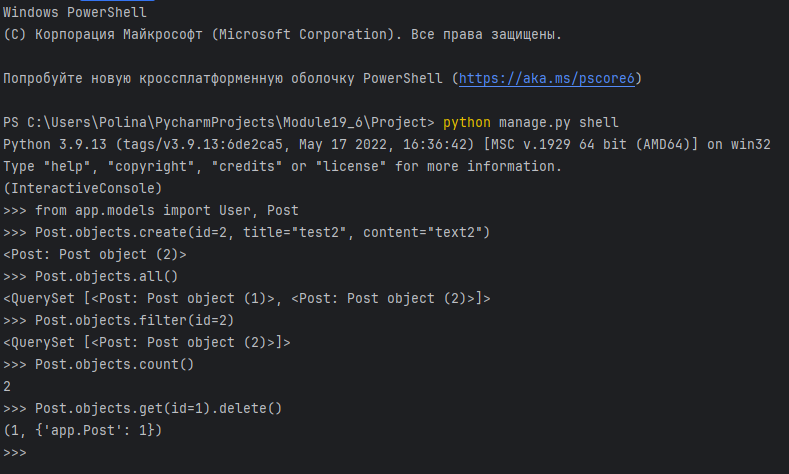 Windows PowerShell
(C) Корпорация Майкрософт (Microsoft Corporation). Все права защищены.
Попробуйте новую кроссплатформенную оболочку PowerShell (https://aka.ms/pscore6)
PS C:\Users\Polina\PycharmProjects\Module19_6\Project> python manage.py shell
Python 3.9.13 (tags/v3.9.13:6de2ca5, May 17 2022, 16:36:42) [MSC v.1929 64 bit (AMD64)] on win32
Type "help", "copyright", "credits" or "license" for more information.
(InteractiveConsole)
>>> from app.models import User, Post
>>> Post.objects.create(id=2, title="test2", content="text2")
<Post: Post object (2)>
>>> Post.objects.all()
<QuerySet [<Post: Post object (1)>, <Post: Post object (2)>]>
>>> Post.objects.filter(id=2)
<QuerySet [<Post: Post object (2)>]>
>>> Post.objects.count()
2
>>> Post.objects.get(id=1).delete()
(1, {'app.Post': 1})
>>>